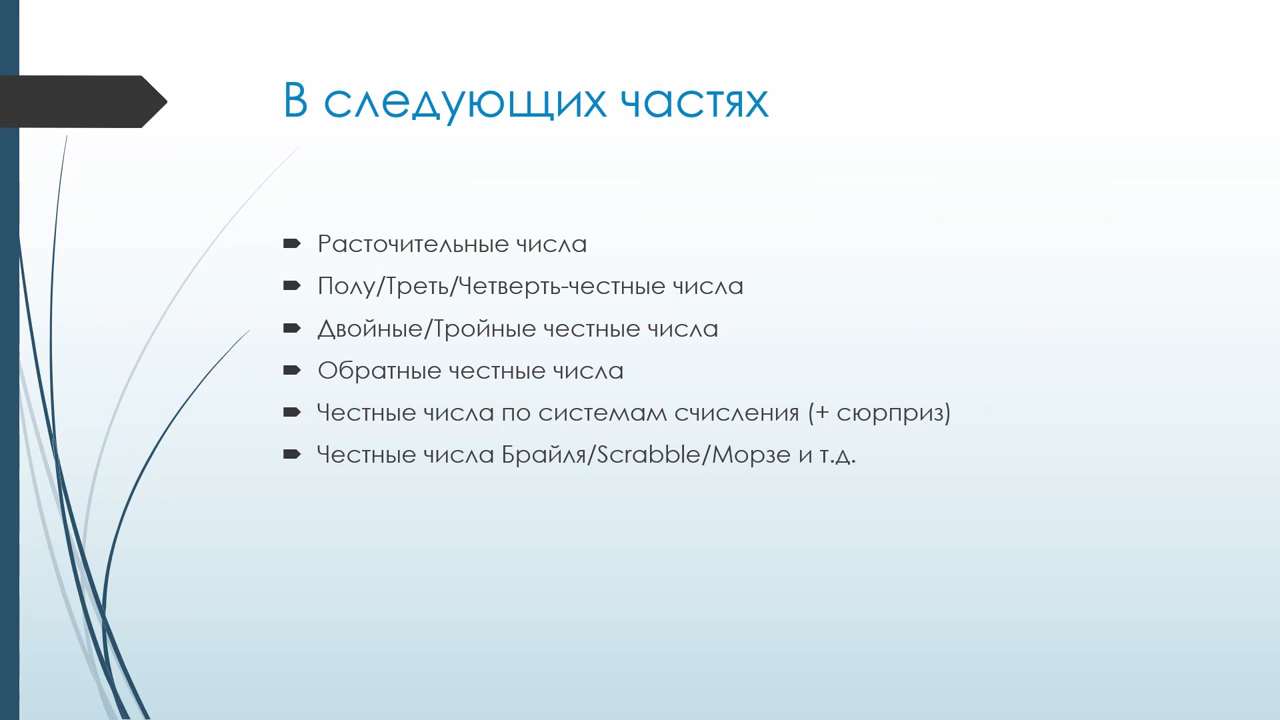 В следующих частях
Расточительные числа
Полу/Треть/Четверть-честные числа
Двойные/Тройные честные числа
Обратные честные числа
Честные числа по системам счисления (+ сюрприз)
Честные числа Брайля/Scrabble/Морзе и т.д.